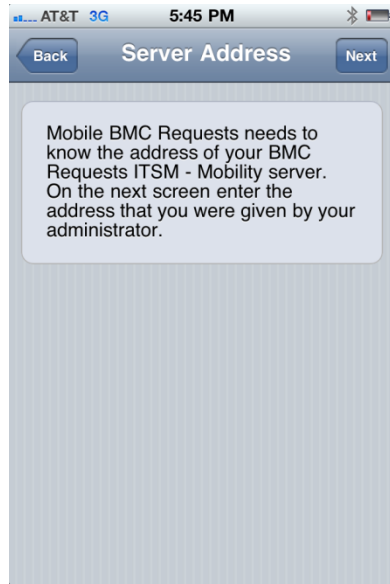 AT&T 3G 5:45 PM
Back Server Address Next
Mobile BMC Requests needs to
know the address of your BMC
Requests ITSM - Mobility server.
On the next screen enter the
address that you were given by your
administrator.